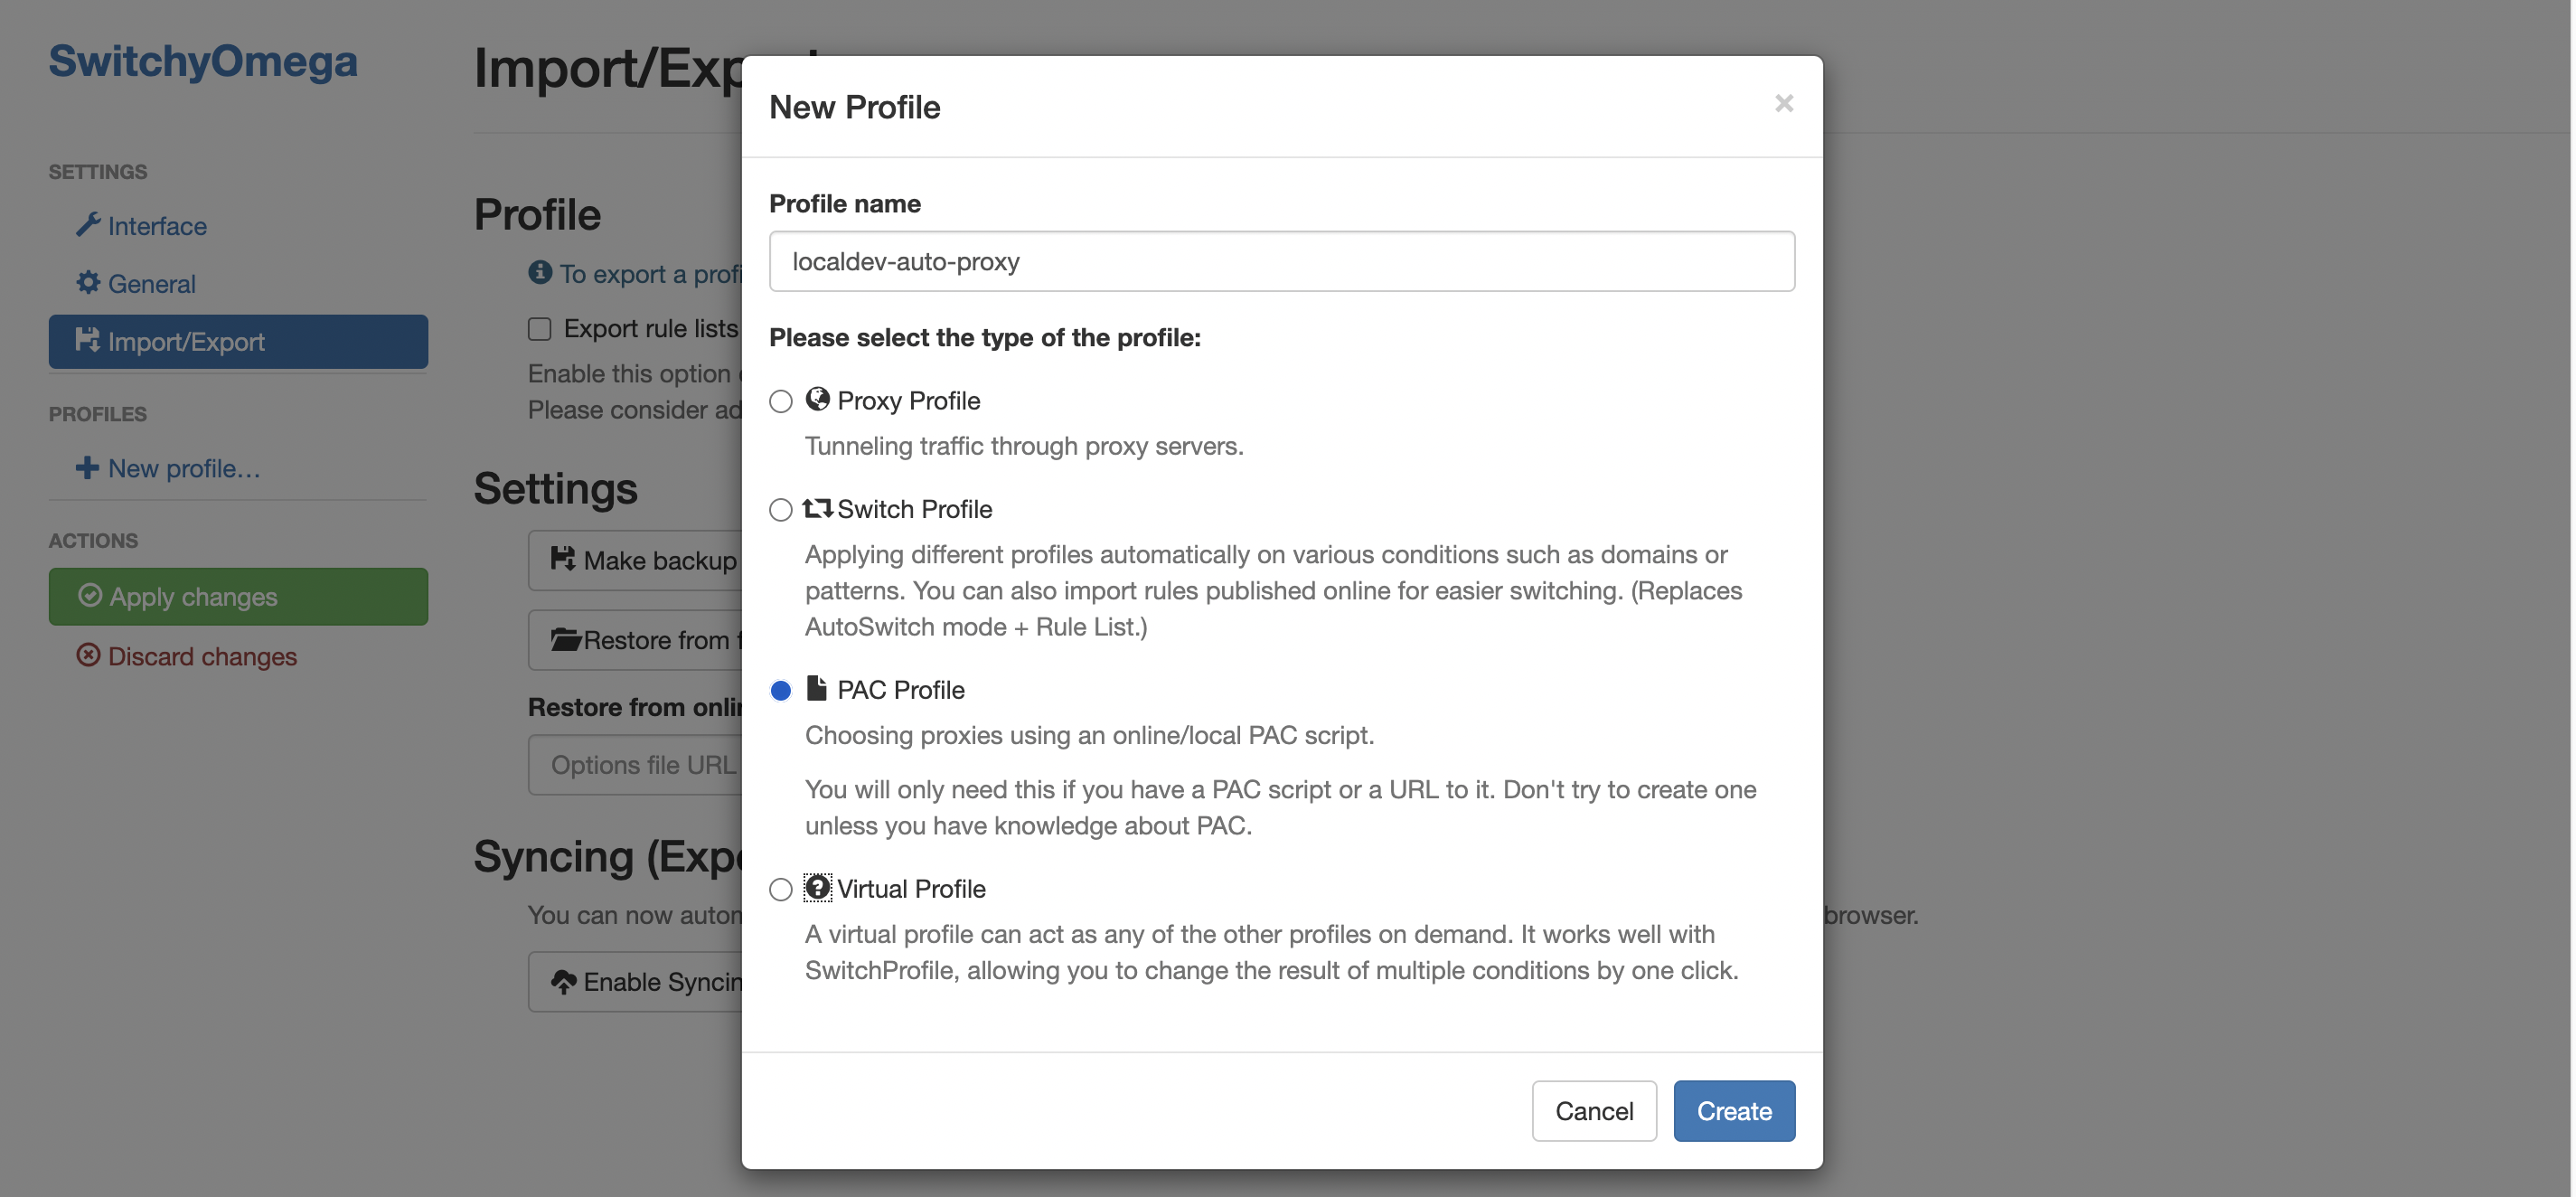 SwitchyOmega
SETTINGS
Interface
General
Import/Export
PROFILES
New profile...
ACTIONS
Apply changes
Discard changes
Import/Export
Profile
To export a profi
Export rule lists
Enable this option
Please consider ad
Settings
Make backup
Restore from f
Restore from onlin
Options file URL
Syncing (Expe
You can now autom
browser.
Enable Syncin
New Profile
×
Profile name
localdev-auto-proxy
Please select the type of the profile:
Proxy Profile
Tunneling traffic through proxy servers.
Switch Profile
Applying different profiles automatically on various conditions such as domains or
patterns. You can also import rules published online for easier switching. (Replaces
AutoSwitch mode + Rule List.)
PAC Profile
Choosing proxies using an online/local PAC script.
You will only need this if you have a PAC script or a URL to it. Don't try to create one
unless you have knowledge about PAC.
Virtual Profile
A virtual profile can act as any of the other profiles on demand. It works well with
SwitchProfile, allowing you to change the result of multiple conditions by one click.
Cancel
Create